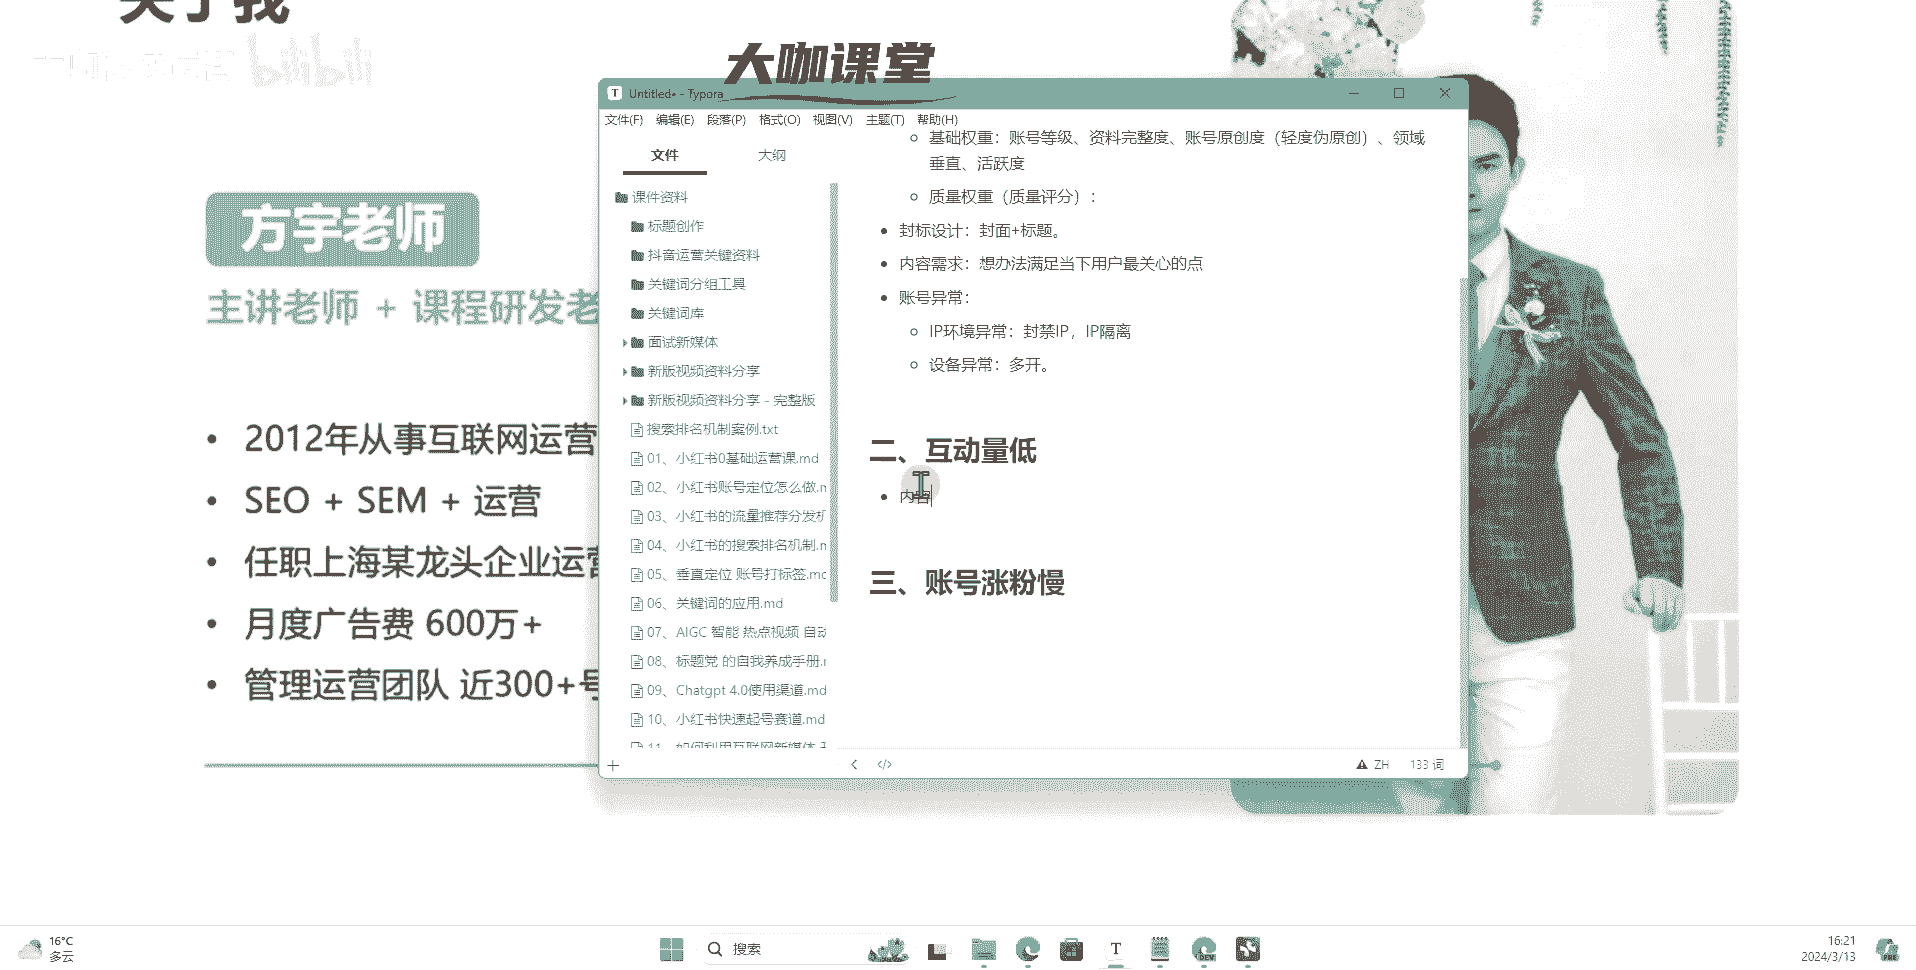 关于我
bilibili
大咖课堂
方宇老师
主讲老师 + 课程研发老
2012年从事互联网运营
SEO + SEM + 运营
任职上海某龙头企业运营
月度广告费 600万+
管理运营团队 近300+号
Untitled• - Typora
文件(F) 编辑(E) 段落(P) 格式(O) 视图(V) 主题(T) 帮助(H)
文件 大纲
课件资料
标题创作
抖音运营关键资料
关键词分组工具
关键词库
面试新媒体
新版视频资料分享
新版视频资料分享 - 完整版
搜索排名机制案例.txt
01、小红书0基础运营课.md
02、小红书账号定位怎么做.m
03、小红书的流量推荐分发机
04、小红书的搜索排名机制.m
05、垂直定位 账号打标签.md
06、关键词的应用.md
07、AIGC 智能 热点视频 自动
08、标题党 的自我养成手册.m
09、Chatgpt 4.0使用渠道.md
10、小红书快速起号赛道.md
11、如何利用互联网新媒体
基础权重：账号等级、资料完整度、账号原创度（轻度伪原创）、领域
垂直、活跃度
质量权重（质量评分）：
封标设计：封面+标题。
内容需求：想办法满足当下用户最关心的点
账号异常：
IP环境异常：封禁IP，IP隔离
设备异常：多开。
二、互动量低
内容
三、账号涨粉慢
ZH 133 词
16°C
多云
搜索
T
DEV
16:21
2024/3/13
PRE